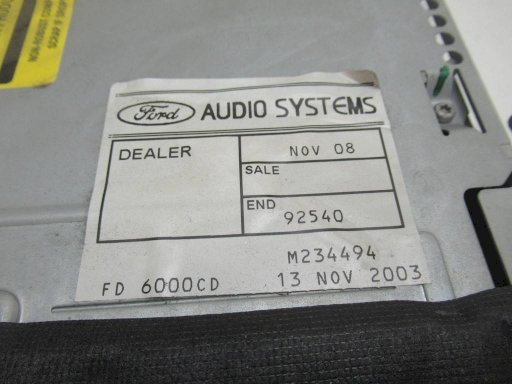 Ford AUDIO SYSTEMS
DEALER
NOV 08
SALE
END
92540
M234494
FD 6000CD 13 NOV 2003